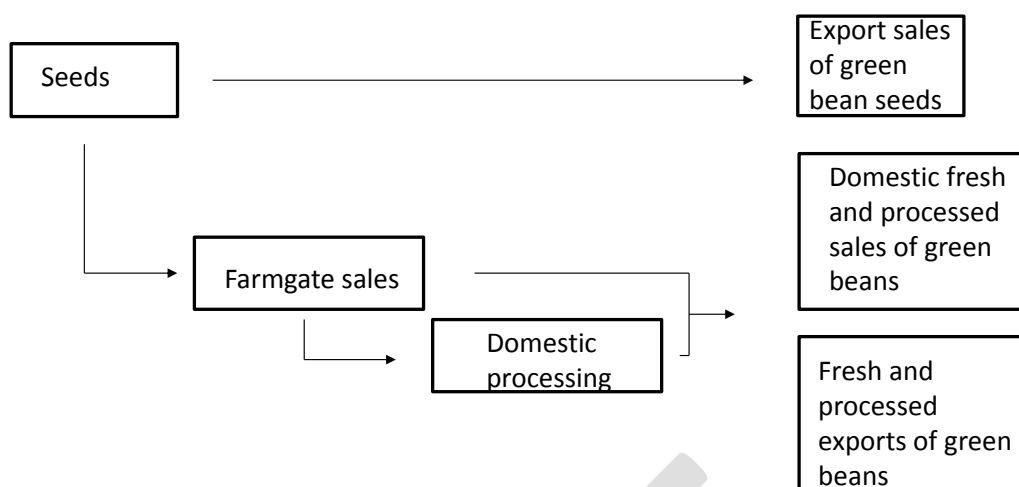 Seeds
Export sales
of green
bean seeds
Domestic fresh
and processed
sales of green
beans
Farmgate sales
Domestic
processing
Fresh and
processed
exports of green
beans